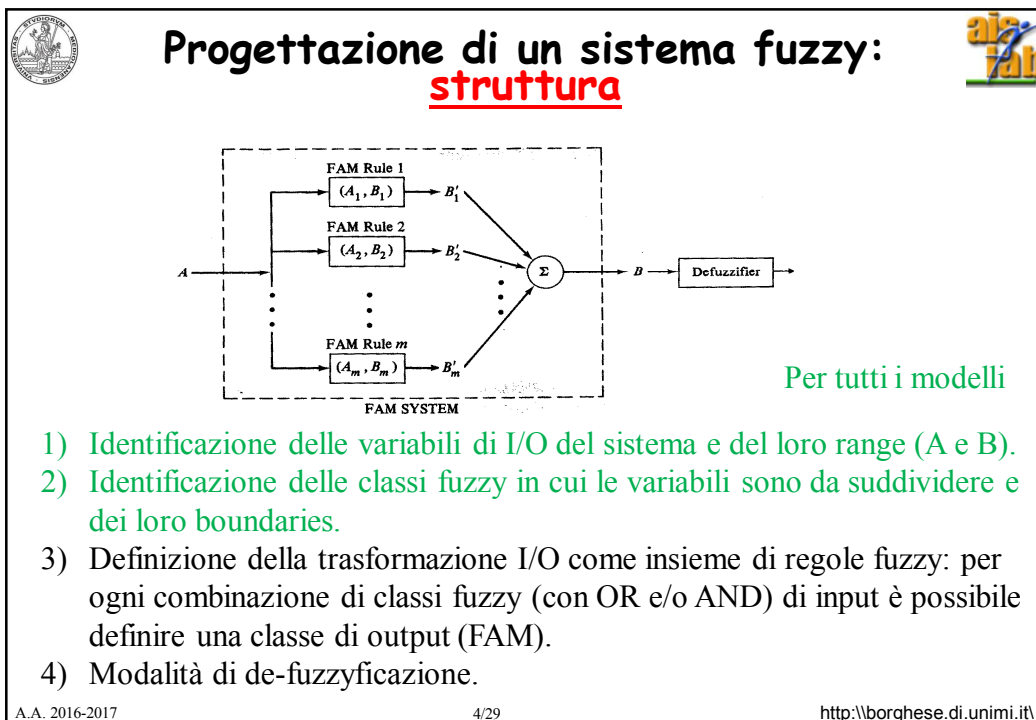 Progettazione di un sistema fuzzy:
struttura
ais
lab
FAM Rule 1
(A₁, B₁)
B′₁
FAM Rule 2
(A₂, B₂)
B′₂
A
Σ
B
Defuzzifier
FAM Rule m
(Aₘ, Bₘ)
B′ₘ
FAM SYSTEM
Per tutti i modelli
1) Identificazione delle variabili di I/O del sistema e del loro range (A e B).
2) Identificazione delle classi fuzzy in cui le variabili sono da suddividere e
dei loro boundaries.
3) Definizione della trasformazione I/O come insieme di regole fuzzy: per
ogni combinazione di classi fuzzy (con OR e/o AND) di input è possibile
definire una classe di output (FAM).
4) Modalità di de-fuzzyficazione.
A.A. 2016-2017
4/29
http:\\borghese.di.unimi.it\